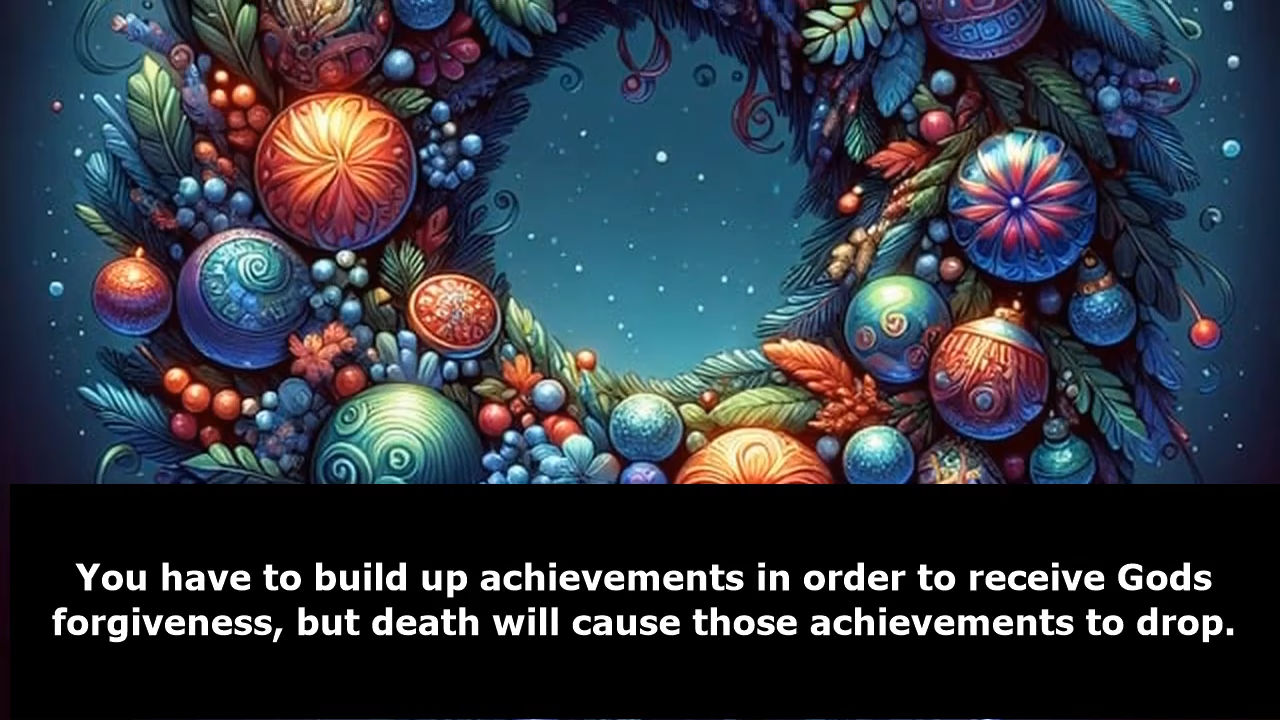 You have to build up achievements in order to receive Gods
forgiveness, but death will cause those achievements to drop.